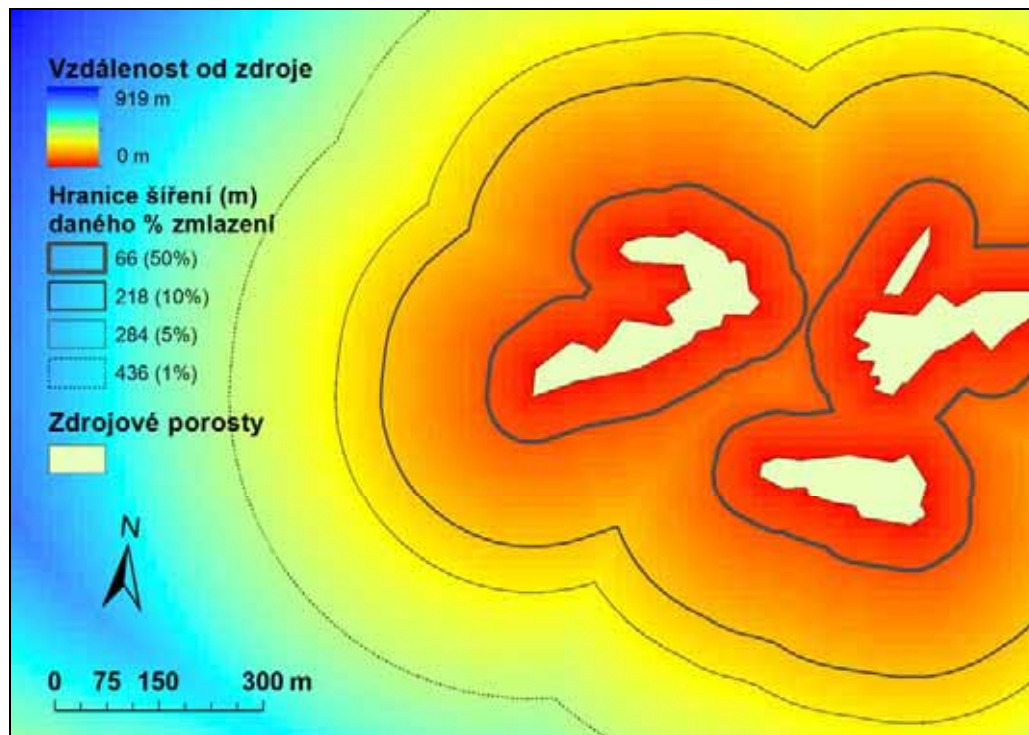 Vzdálenost od zdroje
919 m
0 m
Hranice šíření (m)
daného % zmlazení
66 (50%)
218 (10%)
284 (5%)
436 (1%)
Zdrojové porosty
N
0 75 150 300 m